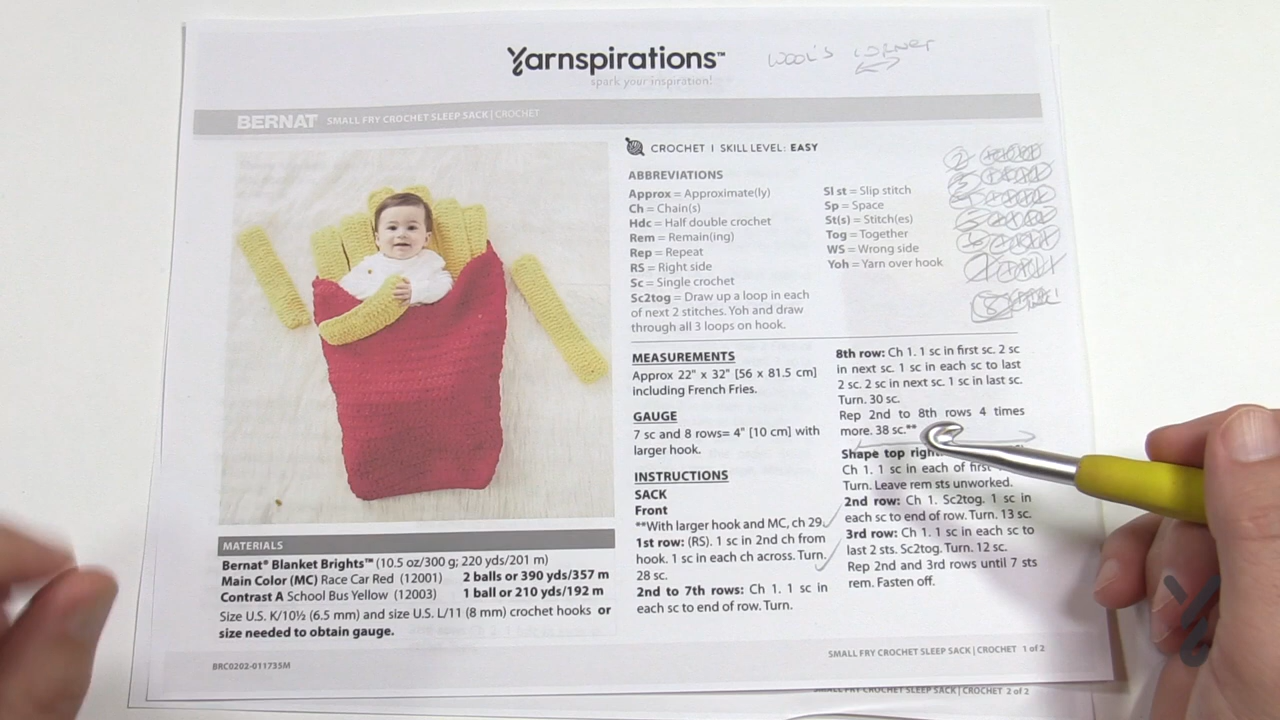 Yarnspirations™
spark your inspiration!
WOOL'S CORNER
BERNAT SMALL FRY CROCHET SLEEP SACK | CROCHET
CROCHET I SKILL LEVEL: EASY
ABBREVIATIONS
Approx = Approximate(ly)
Ch = Chain(s)
Hdc = Half double crochet
Rem = Remain(ing)
Rep = Repeat
RS = Right side
Sc = Single crochet
Sc2tog = Draw up a loop in each
of next 2 stitches. Yoh and draw
through all 3 loops on hook.
Sl st = Slip stitch
Sp = Space
St(s) = Stitch(es)
Tog = Together
WS = Wrong side
Yoh = Yarn over hook
MEASUREMENTS
Approx 22" x 32" [56 x 81.5 cm]
including French Fries.
GAUGE
7 sc and 8 rows= 4" [10 cm] with
larger hook.
INSTRUCTIONS
SACK
Front
**With larger hook and MC, ch 29.
1st row: (RS). 1 sc in 2nd ch from
hook. 1 sc in each ch across. Turn.
28 sc.
2nd to 7th rows: Ch 1. 1 sc in
each sc to end of row. Turn.
8th row: Ch 1. 1 sc in first sc. 2 sc
in next sc. 1 sc in each sc to last
2 sc. 2 sc in next sc. 1 sc in last sc.
Turn. 30 sc.
Rep 2nd to 8th rows 4 times
more. 38 sc.**
Shape top
Ch 1. 1 sc in each of first
Turn. Leave rem sts unworked.
2nd row: Ch 1. Sc2tog. 1 sc in
each sc to end of row. Turn. 13 sc.
3rd row: Ch 1. 1 sc in each sc to
last 2 sts. Sc2tog. Turn. 12 sc.
Rep 2nd and 3rd rows until 7 sts
rem. Fasten off.
MATERIALS
Bernat® Blanket Brights™ (10.5 oz/300 g; 220 yds/201 m)
Main Color (MC) Race Car Red (12001) 2 balls or 390 yds/357 m
Contrast A School Bus Yellow (12003) 1 ball or 210 yds/192 m
Size U.S. K/10½ (6.5 mm) and size U.S. L/11 (8 mm) crochet hooks or
size needed to obtain gauge.
BRC0202-011735M
SMALL FRY CROCHET SLEEP SACK | CROCHET 1 of 2
SMALL FRY CROCHET SLEEP SACK | CROCHET 2 of 2